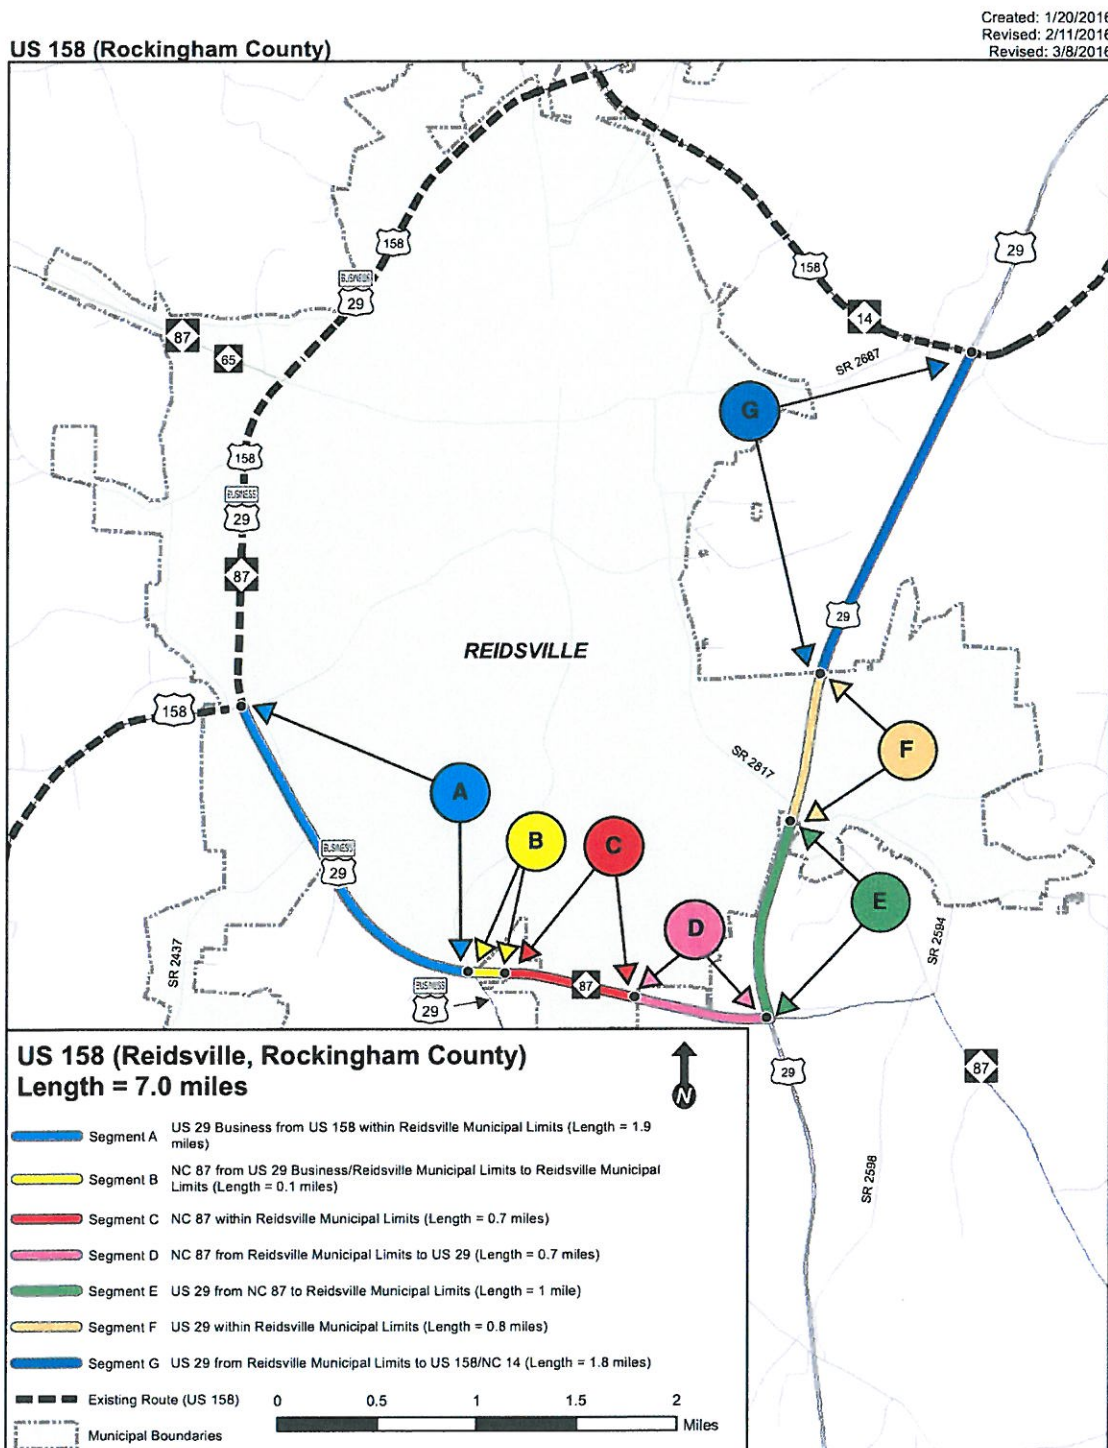 Created: 1/20/2016
Revised: 2/11/2016
US 158 (Rockingham County)
Revised: 3/8/2016
158
29
BUSINESS
29
158
14
87
65
SR 2687
G
158
BUSINESS
29
87
29
REIDSVILLE
158
SR 2817
F
A
B
C
BUSINESS
29
E
D
SR 2437
SR 2594
BUSINESS
29
87
29
87
SR 2598
US 158 (Reidsville, Rockingham County)
Length = 7.0 miles
N
Segment A US 29 Business from US 158 within Reidsville Municipal Limits (Length = 1.9
miles)
Segment B NC 87 from US 29 Business/Reidsville Municipal Limits to Reidsville Municipal
Limits (Length = 0.1 miles)
Segment C NC 87 within Reidsville Municipal Limits (Length = 0.7 miles)
Segment D NC 87 from Reidsville Municipal Limits to US 29 (Length = 0.7 miles)
Segment E US 29 from NC 87 to Reidsville Municipal Limits (Length = 1 mile)
Segment F US 29 within Reidsville Municipal Limits (Length = 0.8 miles)
Segment G US 29 from Reidsville Municipal Limits to US 158/NC 14 (Length = 1.8 miles)
Existing Route (US 158)
0 0.5 1 1.5 2
Miles
Municipal Boundaries